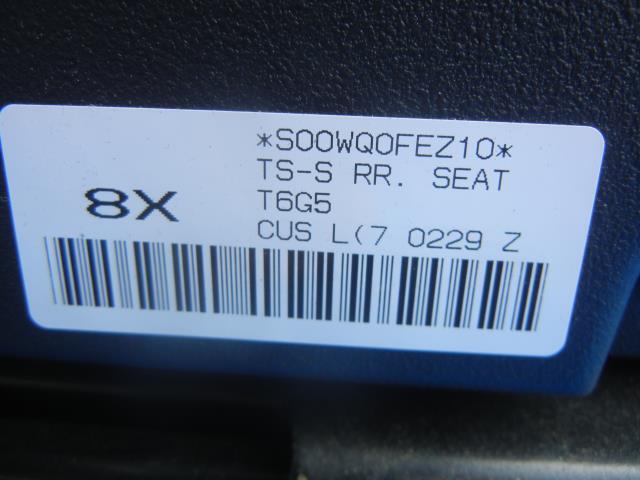 *S00WQ0FEZ10*
TS-S RR. SEAT
8X
T6G5
CUS L(7 0229 Z